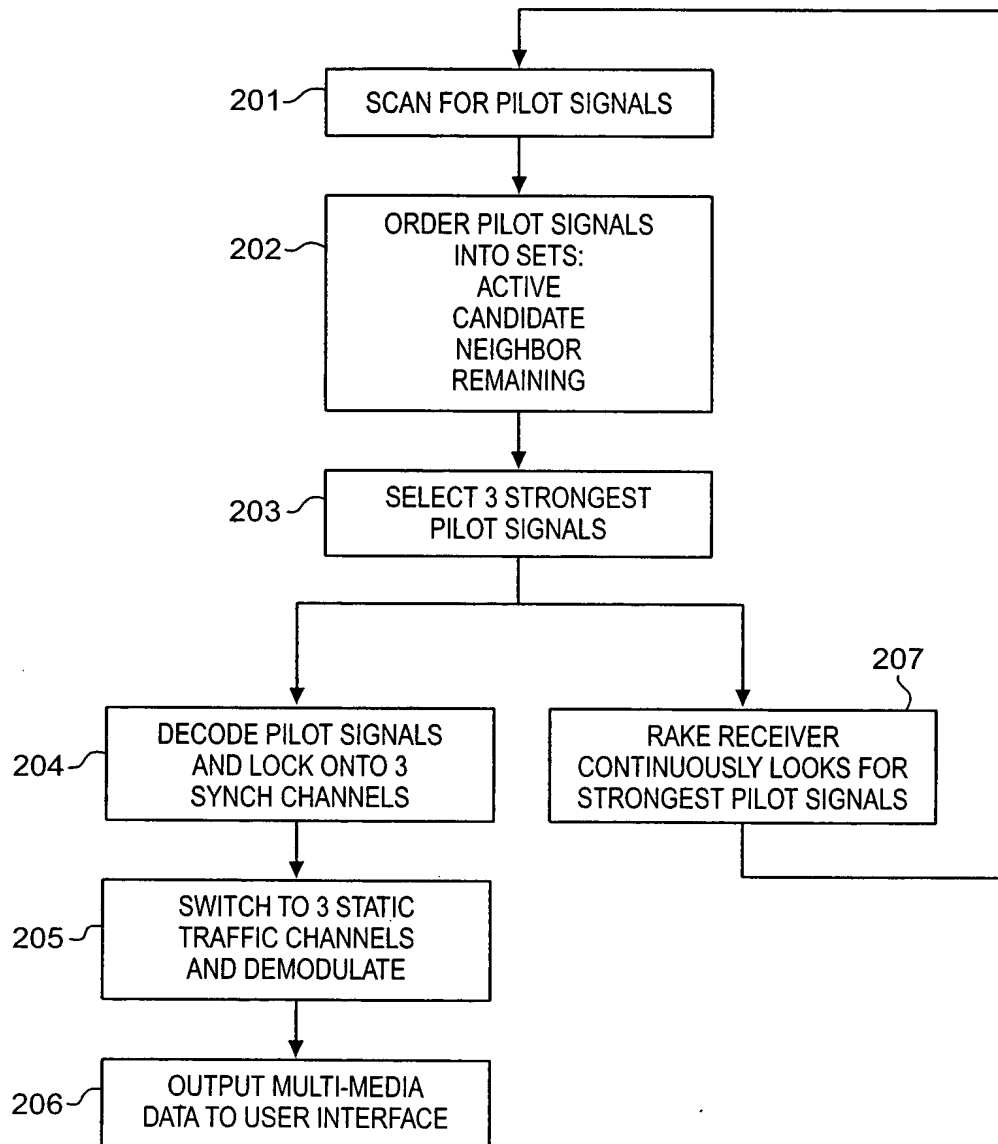 201
SCAN FOR PILOT SIGNALS
202
ORDER PILOT SIGNALS
INTO SETS:
ACTIVE
CANDIDATE
NEIGHBOR
REMAINING
203
SELECT 3 STRONGEST
PILOT SIGNALS
204
DECODE PILOT SIGNALS
AND LOCK ONTO 3
SYNCH CHANNELS
207
RAKE RECEIVER
CONTINUOUSLY LOOKS FOR
STRONGEST PILOT SIGNALS
205
SWITCH TO 3 STATIC
TRAFFIC CHANNELS
AND DEMODULATE
206
OUTPUT MULTI-MEDIA
DATA TO USER INTERFACE